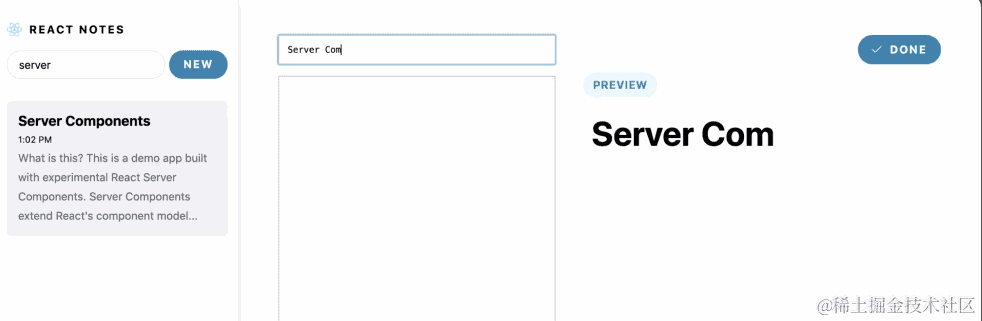 REACT NOTES
server
NEW
Server Components
1:02 PM
What is this? This is a demo app built
with experimental React Server
Components. Server Components
extend React's component model...
Server Com
DONE
PREVIEW
Server Com
@稀土掘金技术社区